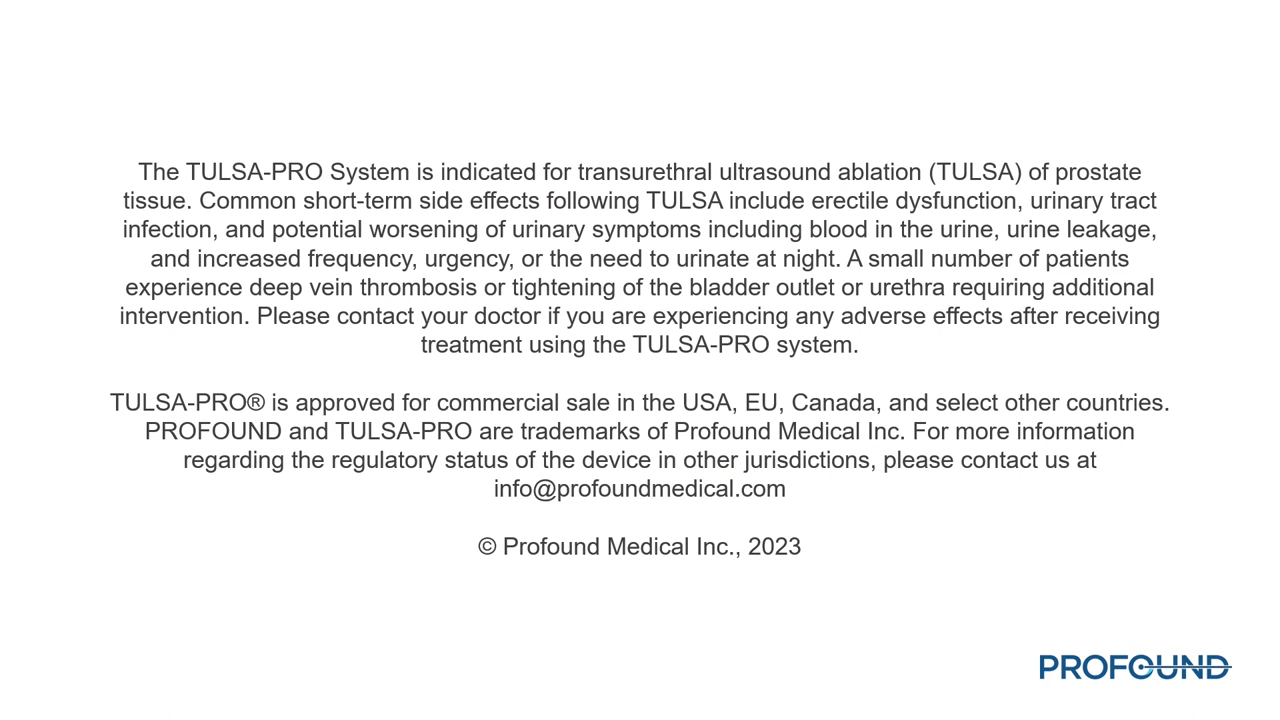 The TULSA-PRO System is indicated for transurethral ultrasound ablation (TULSA) of prostate
tissue. Common short-term side effects following TULSA include erectile dysfunction, urinary tract
infection, and potential worsening of urinary symptoms including blood in the urine, urine leakage,
and increased frequency, urgency, or the need to urinate at night. A small number of patients
experience deep vein thrombosis or tightening of the bladder outlet or urethra requiring additional
intervention. Please contact your doctor if you are experiencing any adverse effects after receiving
treatment using the TULSA-PRO system.
TULSA-PRO® is approved for commercial sale in the USA, EU, Canada, and select other countries.
PROFOUND and TULSA-PRO are trademarks of Profound Medical Inc. For more information
regarding the regulatory status of the device in other jurisdictions, please contact us at
info@profoundmedical.com
© Profound Medical Inc., 2023
PROFOUND